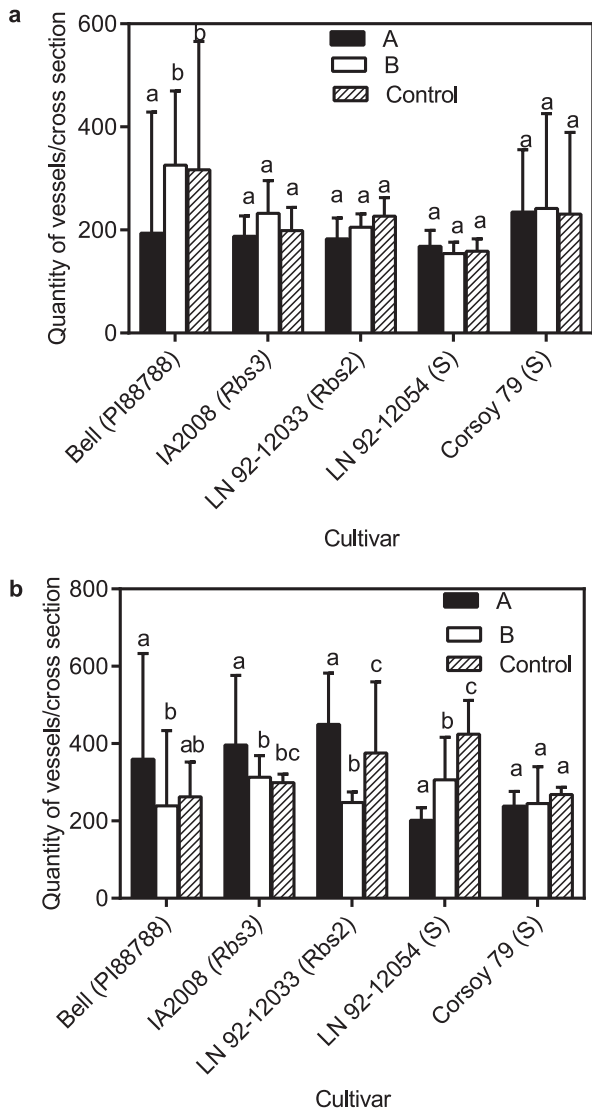 a
Quantity of vessels/cross section
600
400
200
0
A
B
Control
a b b
a a a
a a a
a a a
a a a
Bell (PI88788)
IA2008 (Rbs3)
LN 92-12033 (Rbs2)
LN 92-12054 (S)
Corsoy 79 (S)
Cultivar
b
Quantity of vessels/cross section
800
600
400
200
0
A
B
Control
a b ab
a b bc
a b c
a b c
a a a
Bell (PI88788)
IA2008 (Rbs3)
LN 92-12033 (Rbs2)
LN 92-12054 (S)
Corsoy 79 (S)
Cultivar